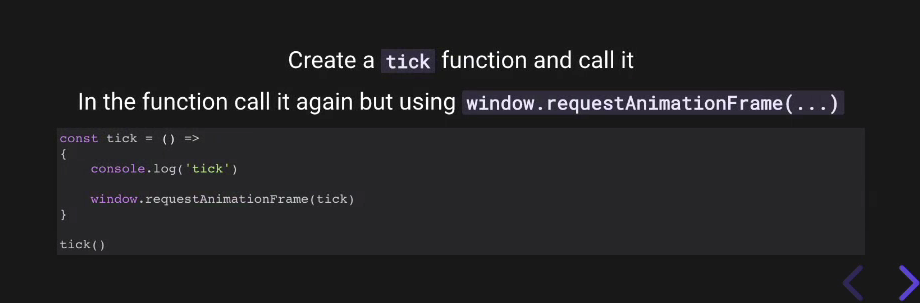 Create a tick function and call it
In the function call it again but using window.requestAnimationFrame(...)
const tick = () =>
{
    console.log('tick')
    window.requestAnimationFrame(tick)
}
tick()